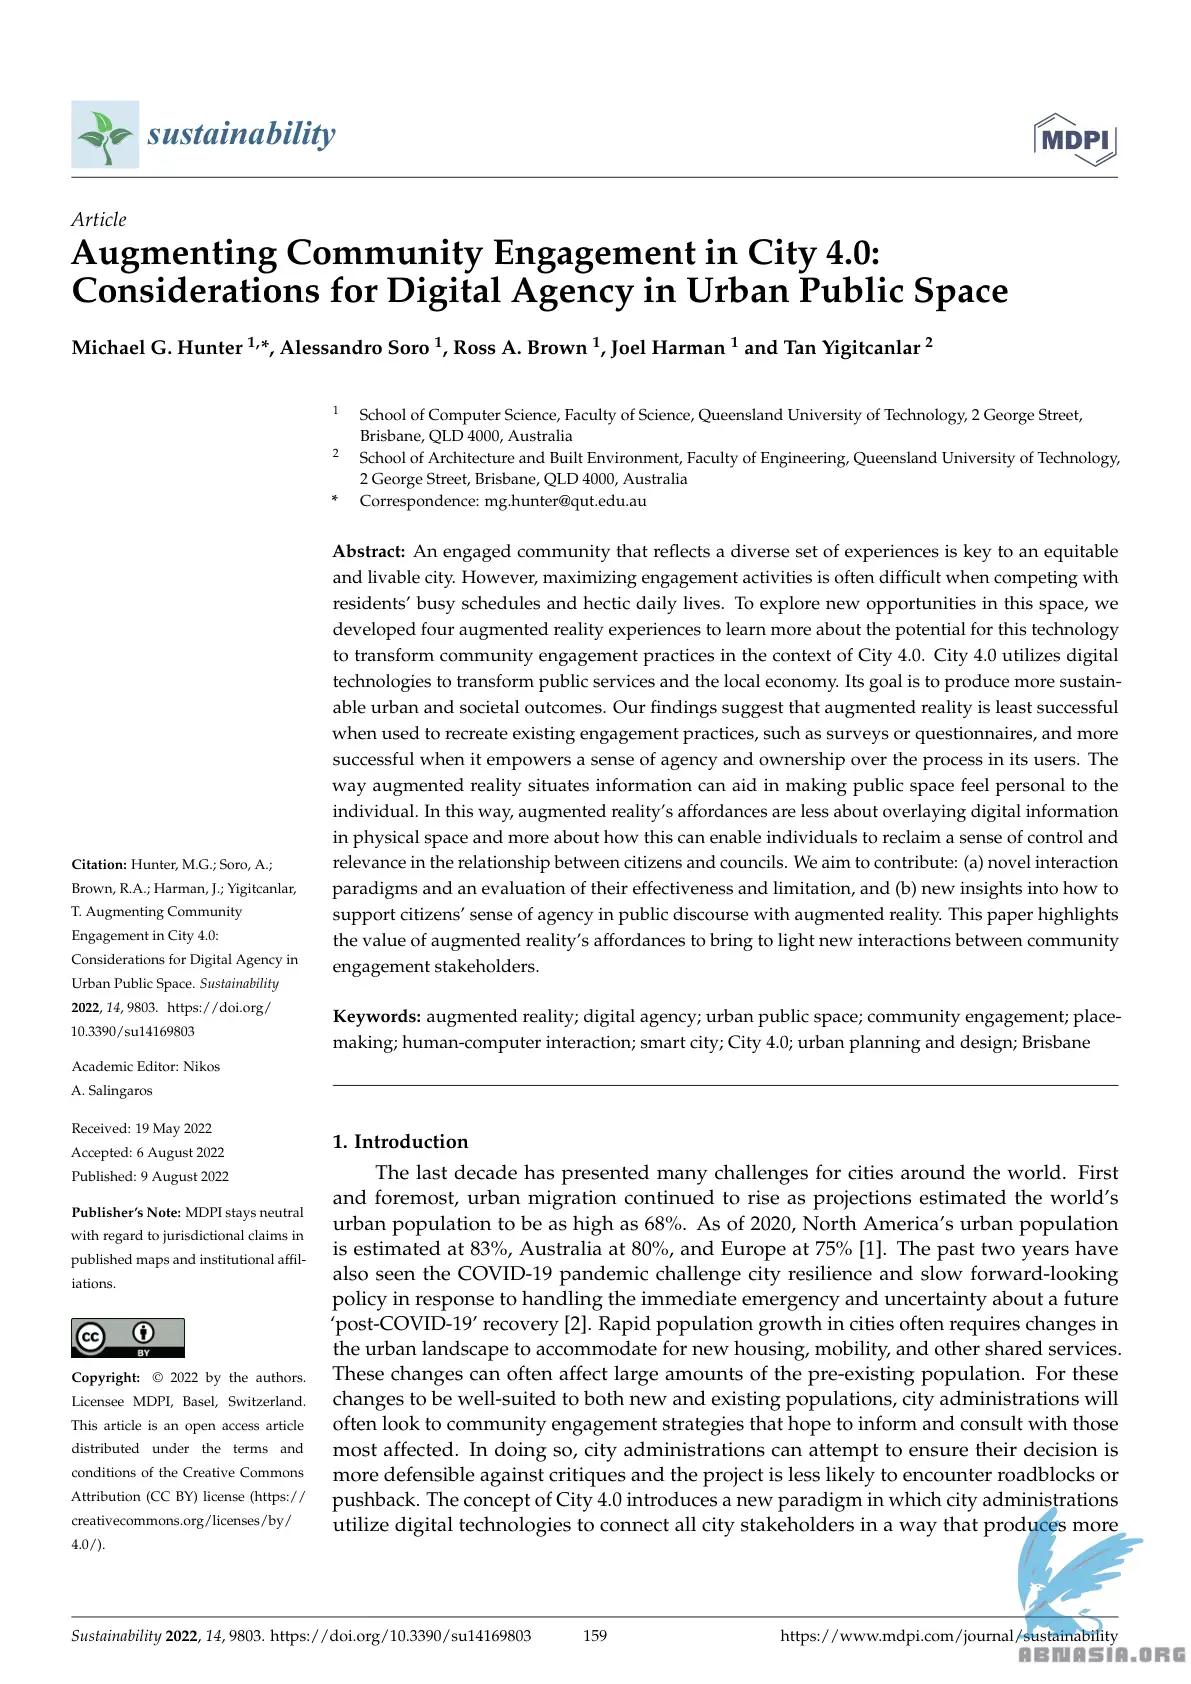 sustainability
MDPI
Article
Augmenting Community Engagement in City 4.0:
Considerations for Digital Agency in Urban Public Space
Michael G. Hunter 1,*, Alessandro Soro 1, Ross A. Brown 1, Joel Harman 1 and Tan Yigitcanlar 2
1 School of Computer Science, Faculty of Science, Queensland University of Technology, 2 George Street,
Brisbane, QLD 4000, Australia
2 School of Architecture and Built Environment, Faculty of Engineering, Queensland University of Technology,
2 George Street, Brisbane, QLD 4000, Australia
* Correspondence: mg.hunter@qut.edu.au
Abstract: An engaged community that reflects a diverse set of experiences is key to an equitable
and livable city. However, maximizing engagement activities is often difficult when competing with
residents' busy schedules and hectic daily lives. To explore new opportunities in this space, we
developed four augmented reality experiences to learn more about the potential for this technology
to transform community engagement practices in the context of City 4.0. City 4.0 utilizes digital
technologies to transform public services and the local economy. Its goal is to produce more sustain-
able urban and societal outcomes. Our findings suggest that augmented reality is least successful
when used to recreate existing engagement practices, such as surveys or questionnaires, and more
successful when it empowers a sense of agency and ownership over the process in its users. The
way augmented reality situates information can aid in making public space feel personal to the
individual. In this way, augmented reality's affordances are less about overlaying digital information
in physical space and more about how this can enable individuals to reclaim a sense of control and
relevance in the relationship between citizens and councils. We aim to contribute: (a) novel interaction
paradigms and an evaluation of their effectiveness and limitation, and (b) new insights into how to
support citizens' sense of agency in public discourse with augmented reality. This paper highlights
the value of augmented reality's affordances to bring to light new interactions between community
engagement stakeholders.
Keywords: augmented reality; digital agency; urban public space; community engagement; place-
making; human-computer interaction; smart city; City 4.0; urban planning and design; Brisbane
Citation: Hunter, M.G.; Soro, A.;
Brown, R.A.; Harman, J.; Yigitcanlar,
T. Augmenting Community
Engagement in City 4.0:
Considerations for Digital Agency in
Urban Public Space. Sustainability
2022, 14, 9803. https://doi.org/
10.3390/su14169803
Academic Editor: Nikos
A. Salingaros
Received: 19 May 2022
Accepted: 6 August 2022
Published: 9 August 2022
Publisher's Note: MDPI stays neutral
with regard to jurisdictional claims in
published maps and institutional affil-
iations.
cc
BY
Copyright: © 2022 by the authors.
Licensee MDPI, Basel, Switzerland.
This article is an open access article
distributed under the terms and
conditions of the Creative Commons
Attribution (CC BY) license (https://
creativecommons.org/licenses/by/
4.0/).
1. Introduction
The last decade has presented many challenges for cities around the world. First
and foremost, urban migration continued to rise as projections estimated the world's
urban population to be as high as 68%. As of 2020, North America's urban population
is estimated at 83%, Australia at 80%, and Europe at 75% [1]. The past two years have
also seen the COVID-19 pandemic challenge city resilience and slow forward-looking
policy in response to handling the immediate emergency and uncertainty about a future
'post-COVID-19' recovery [2]. Rapid population growth in cities often requires changes in
the urban landscape to accommodate for new housing, mobility, and other shared services.
These changes can often affect large amounts of the pre-existing population. For these
changes to be well-suited to both new and existing populations, city administrations will
often look to community engagement strategies that hope to inform and consult with those
most affected. In doing so, city administrations can attempt to ensure their decision is
more defensible against critiques and the project is less likely to encounter roadblocks or
pushback. The concept of City 4.0 introduces a new paradigm in which city administrations
utilize digital technologies to connect all city stakeholders in a way that produces more
Sustainability 2022, 14, 9803. https://doi.org/10.3390/su14169803
159
https://www.mdpi.com/journal/sustainability
ABMASIA.ORG